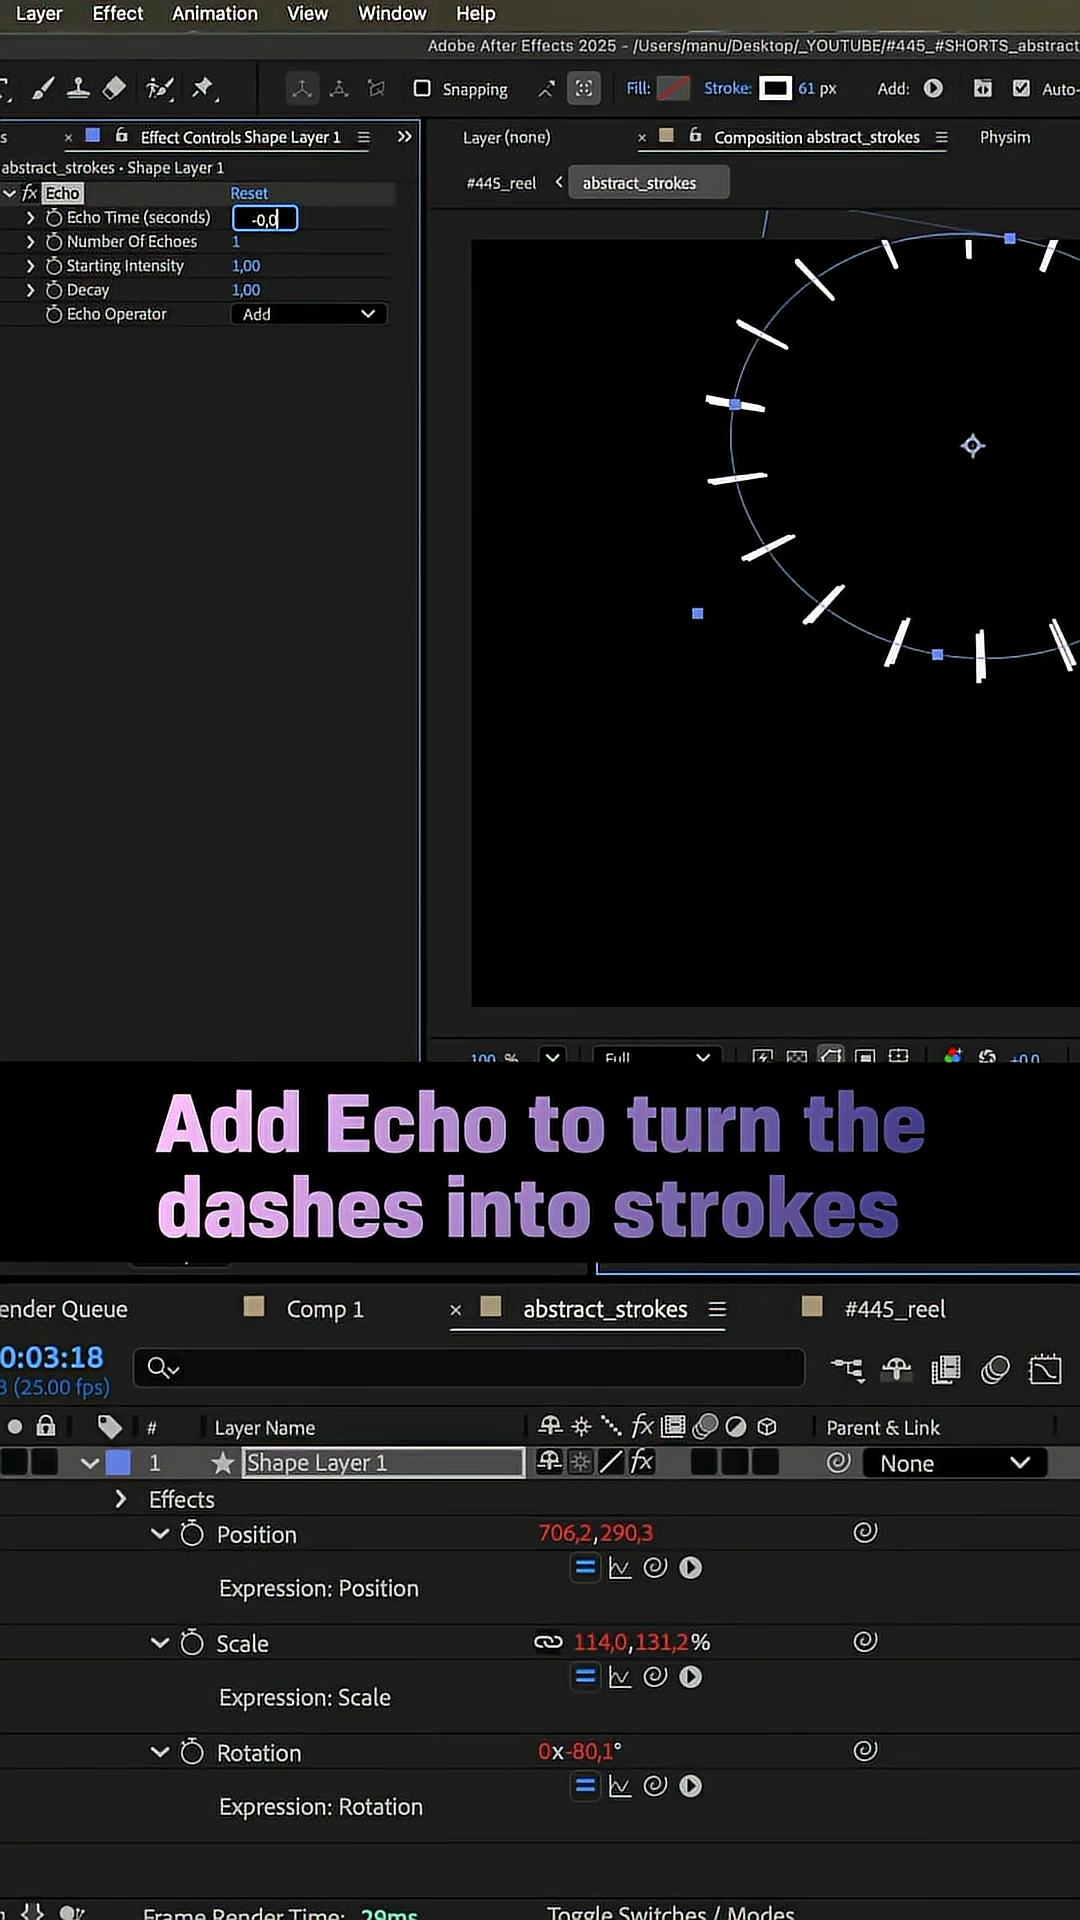 Layer Effect Animation View Window Help
Adobe After Effects 2025 - /Users/manu/Desktop/_YOUTUBE/#445_#SHORTS_abstract
Snapping Fill: Stroke: 61 px Add: Auto-
s × Effect Controls Shape Layer 1
Layer (none) × Composition abstract_strokes Physim
abstract_strokes • Shape Layer 1
#445_reel abstract_strokes
fx Echo Reset
Echo Time (seconds) -0,0
Number Of Echoes 1
Starting Intensity 1,00
Decay 1,00
Echo Operator Add
100 % Full +0,0
Add Echo to turn the
dashes into strokes
ender Queue Comp 1 × abstract_strokes #445_reel
0:03:18
(25.00 fps)
# Layer Name fx Parent & Link
1 Shape Layer 1 fx None
Effects
Position 706,2,290,3
Expression: Position
Scale 114,0,131,2%
Expression: Scale
Rotation 0x-80,1°
Expression: Rotation
Frame Render Time: 29ms Toggle Switches / Modes